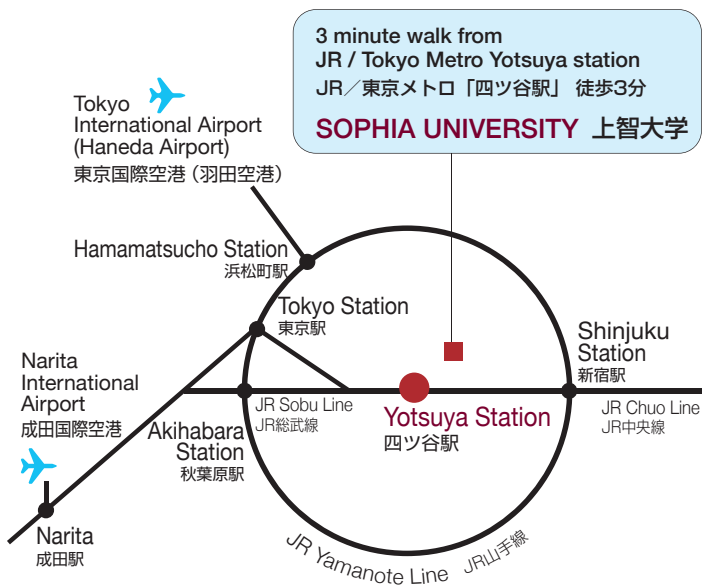 3 minute walk from
JR / Tokyo Metro Yotsuya station
JR／東京メトロ「四ツ谷駅」 徒歩3分
SOPHIA UNIVERSITY 上智大学
Tokyo
International Airport
(Haneda Airport)
東京国際空港（羽田空港）
Hamamatsucho Station
浜松町駅
Tokyo Station
東京駅
Shinjuku
Station
新宿駅
Narita
International
Airport
成田国際空港
JR Sobu Line
JR総武線
Yotsuya Station
四ツ谷駅
JR Chuo Line
JR中央線
Akihabara
Station
秋葉原駅
Narita
成田駅
JR Yamanote Line JR山手線